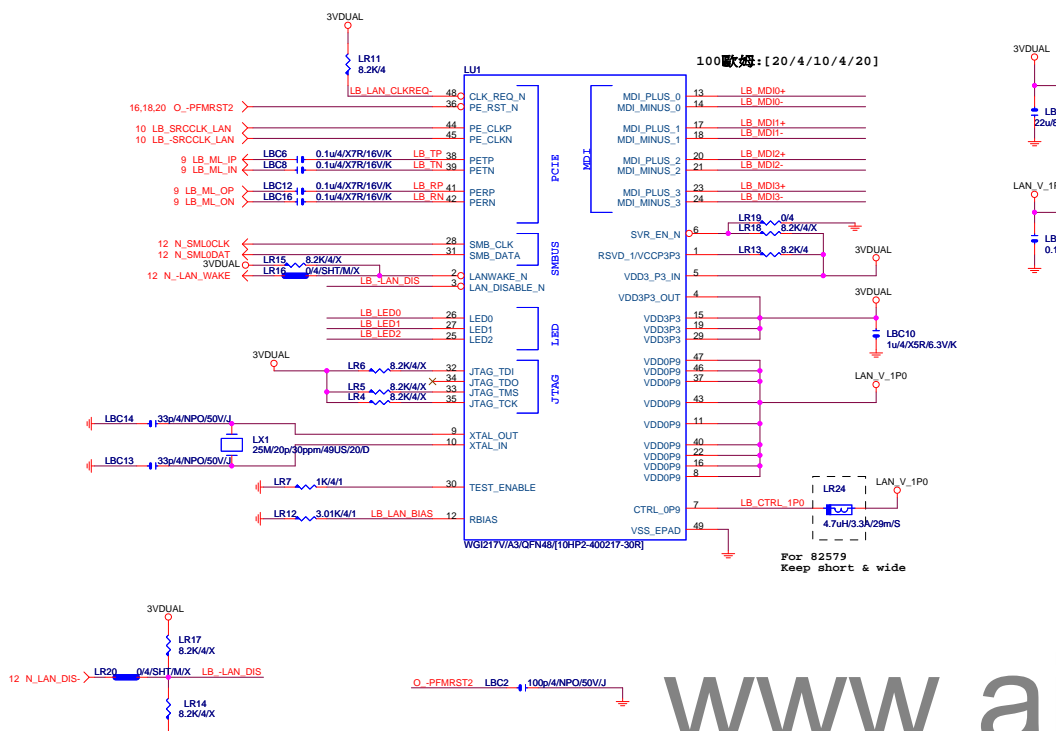 3VDUAL
LR11
8.2K/4
LU1
100歐姆:[20/4/10/4/20]
3VDUAL
LB_LAN_CLKREQ- 48 CLK_REQ_N MDI_PLUS_0 13 LB_MDI0+
16,18,20 O_-PFMRST2 36 PE_RST_N MDI_MINUS_0 14 LB_MDI0-
LB
22u/6
10 LB_SRCCLK_LAN 44 PE_CLKP MDI_PLUS_1 17 LB_MDI1+
10 LB_-SRCCLK_LAN 45 PE_CLKN MDI_MINUS_1 18 LB_MDI1-
9 LB_ML_IP LBC6 0.1u/4/X7R/16V/K LB_TP 38 PETP MDI_PLUS_2 20 LB_MDI2+
9 LB_ML_IN LBC8 0.1u/4/X7R/16V/K LB_TN 39 PETN MDI_MINUS_2 21 LB_MDI2-
PCIE
MDI
9 LB_ML_OP LBC12 0.1u/4/X7R/16V/K LB_RP 41 PERP MDI_PLUS_3 23 LB_MDI3+
9 LB_ML_ON LBC16 0.1u/4/X7R/16V/K LB_RN 42 PERN MDI_MINUS_3 24 LB_MDI3-
LAN_V_1P
LR19 0/4
SVR_EN_N 6 LR18 8.2K/4/X
LB
0.1
12 N_SML0CLK 28 SMB_CLK
12 N_SML0DAT 31 SMB_DATA RSVD_1/VCCP3P3 1 LR13 8.2K/4 3VDUAL
SMBUS
3VDUAL LR15 8.2K/4/X
12 N_-LAN_WAKE LR16 0/4/SHT/M/X 2 LANWAKE_N VDD3_P3_IN 5
LB_-LAN_DIS 3 LAN_DISABLE_N
VDD3P3_OUT 4 3VDUAL
LB_LED0 26 LED0 VDD3P3 15
LB_LED1 27 LED1 VDD3P3 19
LB_LED2 25 LED2 VDD3P3 29
LED
LBC10
1u/4/X5R/6.3V/K
3VDUAL
VDD0P9 47
LR6 8.2K/4/X 32 JTAG_TDI VDD0P9 46
34 JTAG_TDO VDD0P9 37 LAN_V_1P0
LR5 8.2K/4/X 33 JTAG_TMS
LR4 8.2K/4/X 35 JTAG_TCK VDD0P9 43
JTAG
LBC14 33p/4/NPO/50V/J VDD0P9 11
9 XTAL_OUT
LX1 10 XTAL_IN VDD0P9 40
25M/20p/30ppm/49US/20/D VDD0P9 22
LBC13 33p/4/NPO/50V/J VDD0P9 16
VDD0P9 8
LR7 1K/4/1 30 TEST_ENABLE
LR24 LAN_V_1P0
CTRL_0P9 7 LB_CTRL_1P0
LR12 3.01K/4/1 LB_LAN_BIAS 12 RBIAS
4.7uH/3.3A/29m/S
VSS_EPAD 49
WGI217V/A3/QFN48/[10HP2-400217-30R]
For 82579
Keep short & wide
3VDUAL
LR17
8.2K/4/X
12 N_LAN_DIS- LR20 0/4/SHT/M/X LB_-LAN_DIS
O_-PFMRST2 LBC2 100p/4/NPO/50V/J
LR14
8.2K/4/X
www a